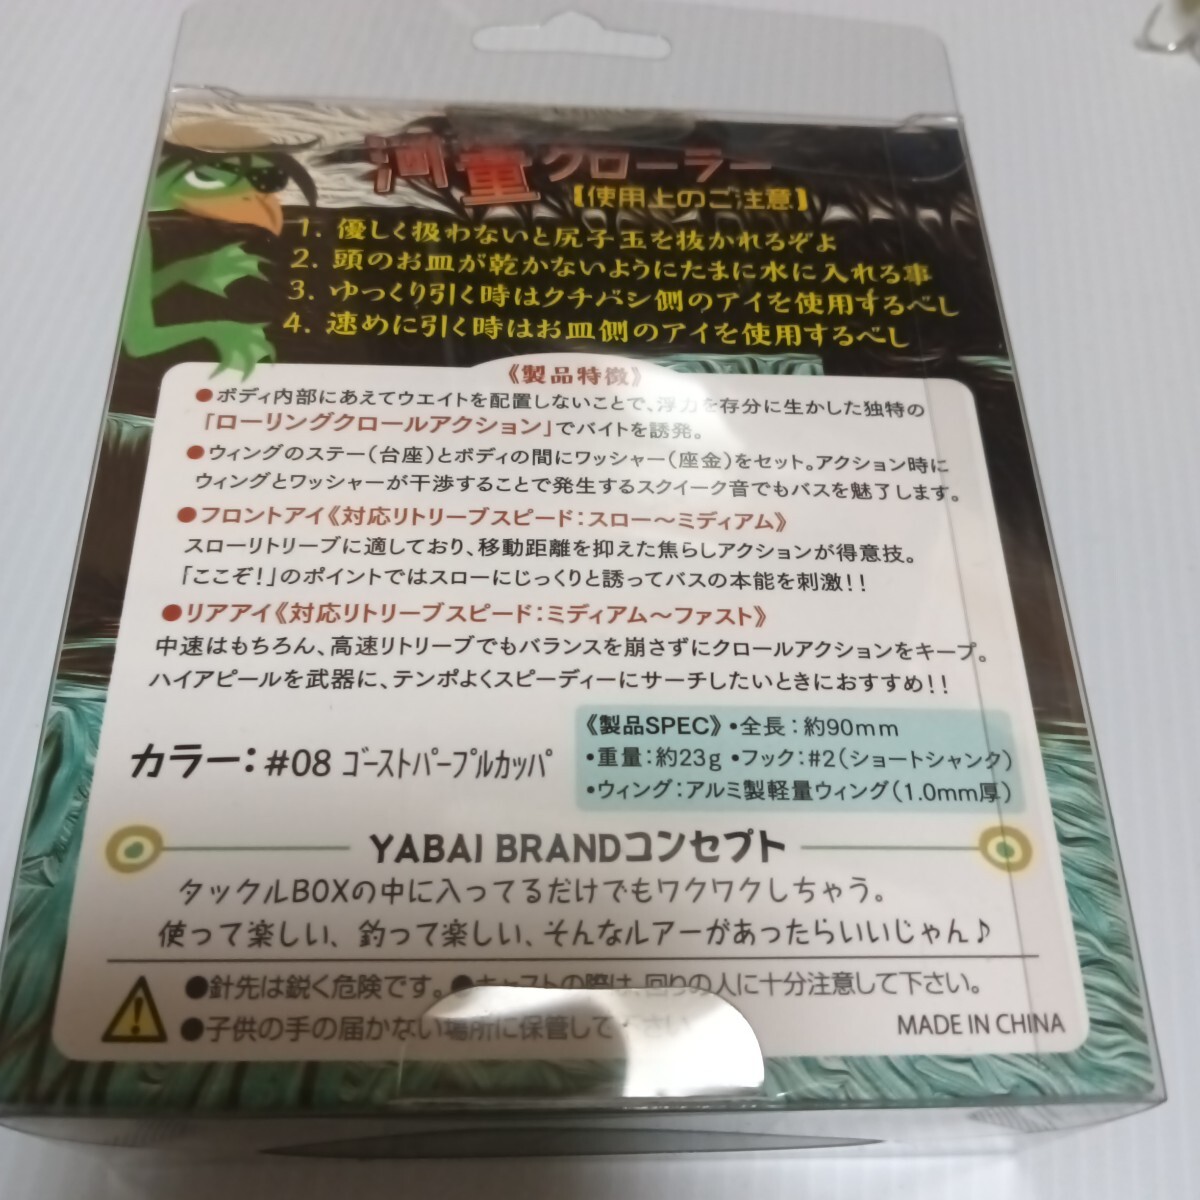 河童クローラー
【使用上のご注意】
1. 優しく扱わないと尻子玉を抜かれるぞよ
2. 頭のお皿が乾かないようにたまに水に入れる事
3. ゆっくり引く時はクチバシ側のアイを使用するべし
4. 速めに引く時はお皿側のアイを使用するべし
《製品特徴》
●ボディ内部にあえてウエイトを配置しないことで、浮力を存分に生かした独特の
「ローリングクロールアクション」でバイトを誘発。
●ウィングのステー(台座)とボディの間にワッシャー(座金)をセット。アクション時に
ウィングとワッシャーが干渉することで発生するスクイーク音でもバスを魅了します。
●フロントアイ《対応リトリーブスピード：スロー～ミディアム》
スローリトリーブに適しており、移動距離を抑えた焦らしアクションが得意技。
「ここぞ!」のポイントではスローにじっくりと誘ってバスの本能を刺激!!
●リアアイ《対応リトリーブスピード：ミディアム～ファスト》
中速はもちろん、高速リトリーブでもバランスを崩さずにクロールアクションをキープ。
ハイアピールを武器に、テンポよくスピーディーにサーチしたいときにおすすめ!!
《製品SPEC》•全長：約90mm
•重量：約23g •フック：#2(ショートシャンク)
•ウィング：アルミ製軽量ウィング(1.0mm厚)
カラー：#08 ゴーストパープルカッパ
YABAI BRANDコンセプト
タックルBOXの中に入ってるだけでもワクワクしちゃう。
使って楽しい、釣って楽しい、そんなルアーがあったらいいじゃん♪
●針先は鋭く危険です。●キャストの際は、回りの人に十分注意して下さい。
●子供の手の届かない場所に保管して下さい
MADE IN CHINA